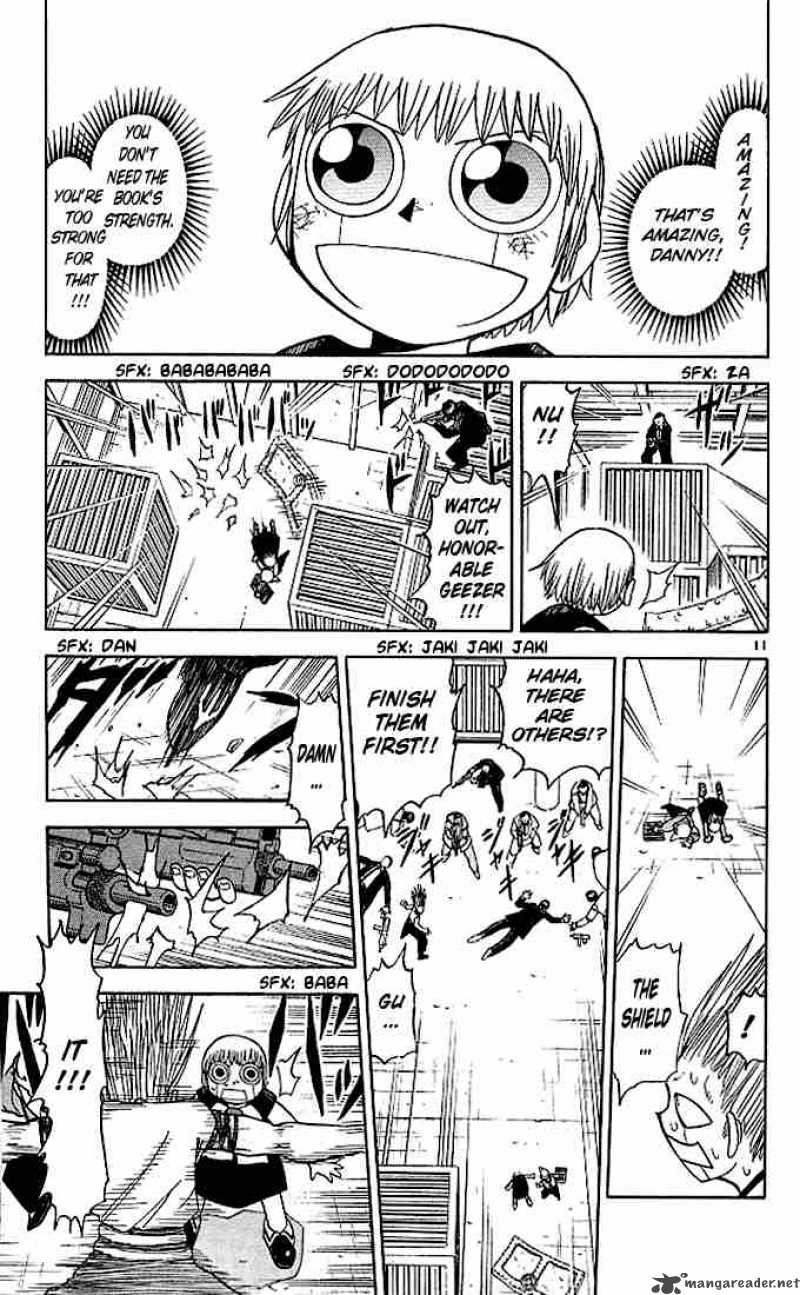 AMAZING!
THAT'S
AMAZING,
DANNY!!
YOU
DON'T
NEED THE
BOOK'S
STRENGTH.
YOU'RE
TOO
STRONG
FOR
THAT
!!!
SFX: ZA
NU
!!
SFX: DODODODODO
SFX: BABABABABA
WATCH
OUT,
HONOR-
ABLE
GEEZER
!!!
11
!
THE
SHIELD
...
SFX: JAKI JAKI JAKI
HAHA,
THERE
ARE
OTHERS!?
FINISH
THEM
FIRST!!
GU
...
SFX: DAN
DAMN
...
SFX: BABA
IT
!!!
mangareader.net